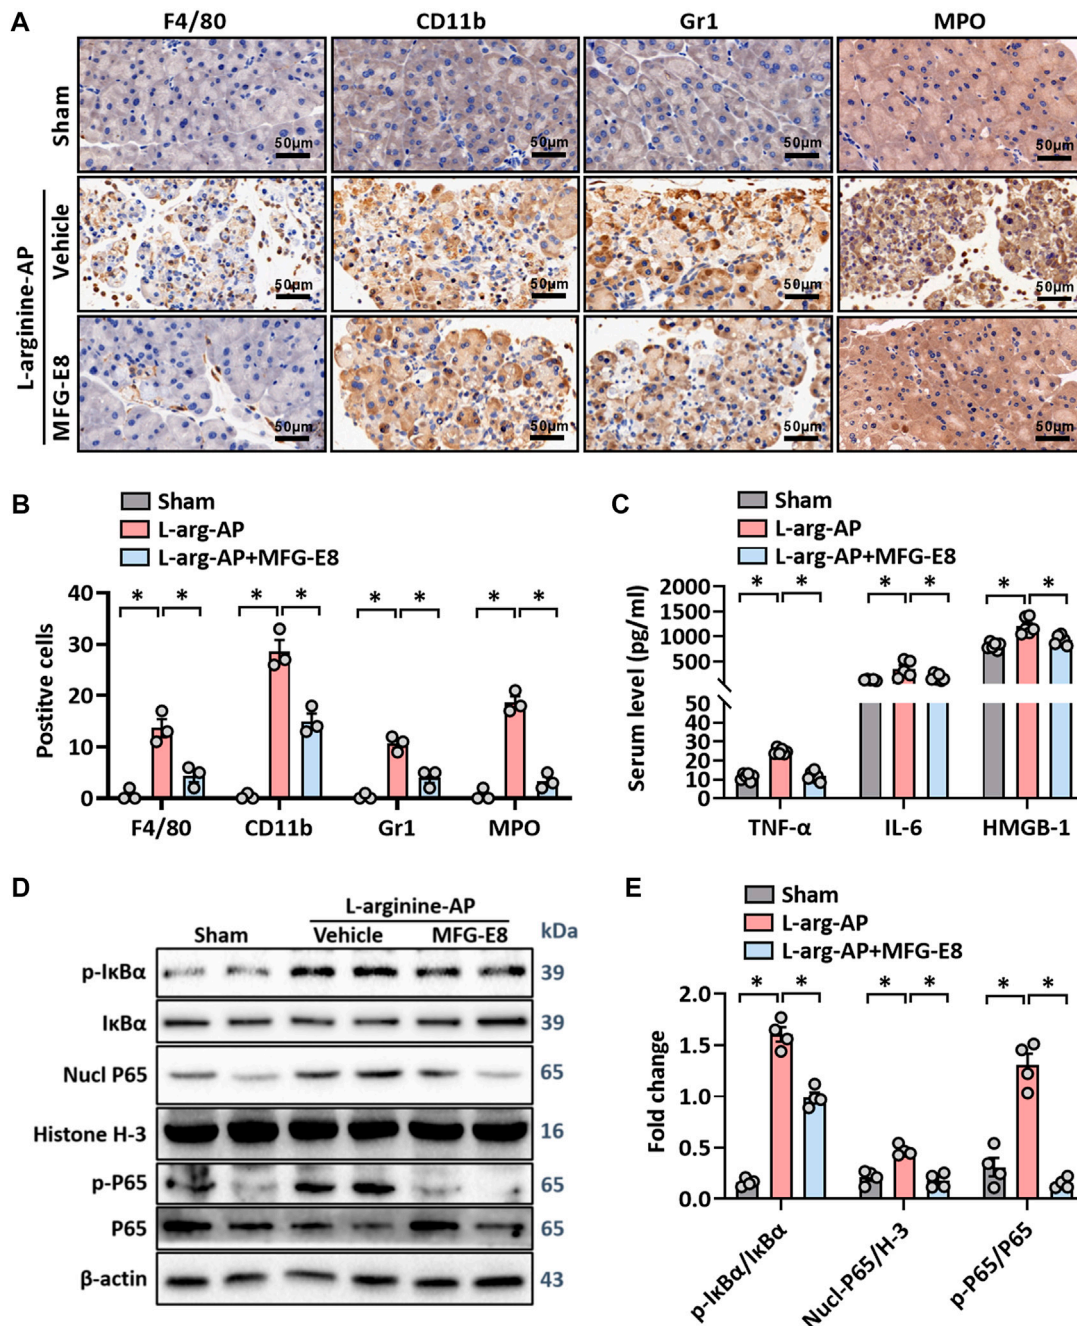 A
F4/80 CD11b Gr1 MPO
Sham
50μm 50μm 50μm 50μm
L-arginine-AP
Vehicle
50μm 50μm 50μm 50μm
MFG-E8
50μm 50μm 50μm 50μm
B
Sham
L-arg-AP
L-arg-AP+MFG-E8
Postitve cells
40
30
20
10
0
* * * * * * * *
F4/80 CD11b Gr1 MPO
C
Sham
L-arg-AP
L-arg-AP+MFG-E8
Serum level (pg/ml)
2000
1500
1000
500
50
40
30
20
10
0
* * * * * *
TNF-α IL-6 HMGB-1
D
L-arginine-AP
Sham Vehicle MFG-E8 kDa
p-IκBα 39
IκBα 39
Nucl P65 65
Histone H-3 16
p-P65 65
P65 65
β-actin 43
E
Sham
L-arg-AP
L-arg-AP+MFG-E8
Fold change
2.0
1.5
1.0
0.5
0.0
* * * * * *
p-IκBα/IκBα Nucl-P65/H-3 p-P65/P65